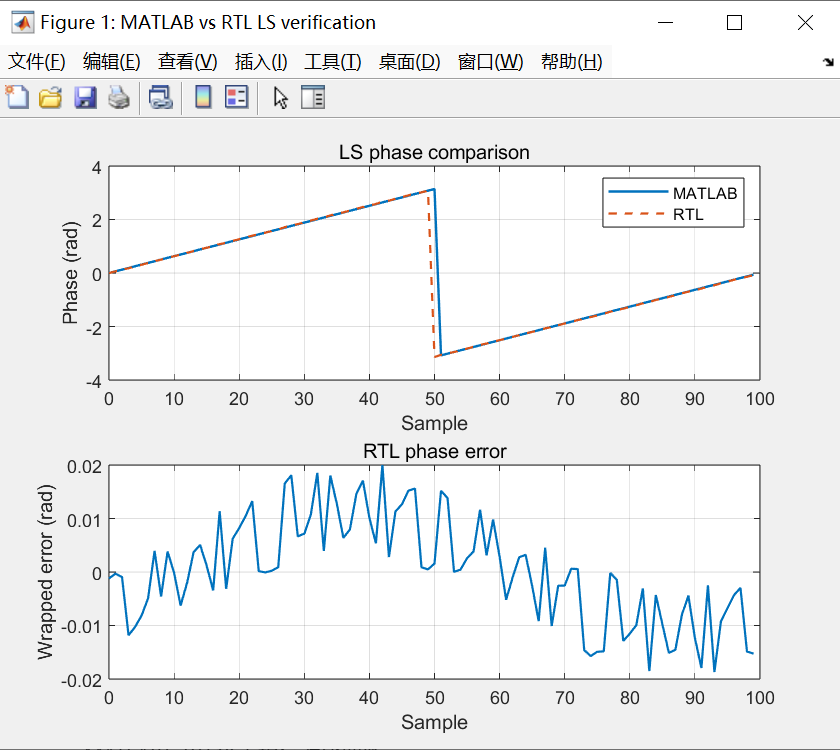 Figure 1: MATLAB vs RTL LS verification
文件(F) 编辑(E) 查看(V) 插入(I) 工具(T) 桌面(D) 窗口(W) 帮助(H)
LS phase comparison
MATLAB
RTL
Phase (rad)
4
2
0
-2
-4
0 10 20 30 40 50 60 70 80 90 100
Sample
RTL phase error
Wrapped error (rad)
0.02
0.01
0
-0.01
-0.02
0 10 20 30 40 50 60 70 80 90 100
Sample